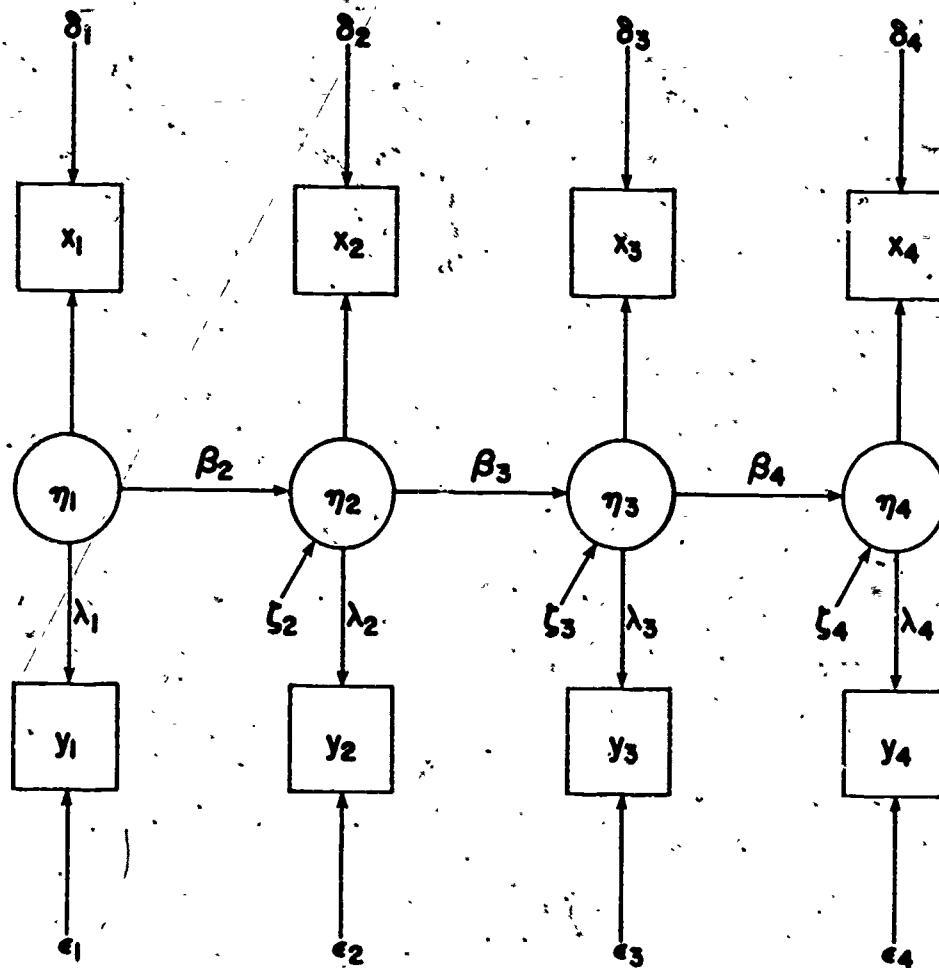 δ₁ δ₂ δ₃ δ₄
x₁ x₂ x₃ x₄
β₂ β₃ β₄
η₁ η₂ η₃ η₄
ζ₂ ζ₃ ζ₄
λ₁ λ₂ λ₃ λ₄
y₁ y₂ y₃ y₄
ϵ₁ ϵ₂ ϵ₃ ϵ₄